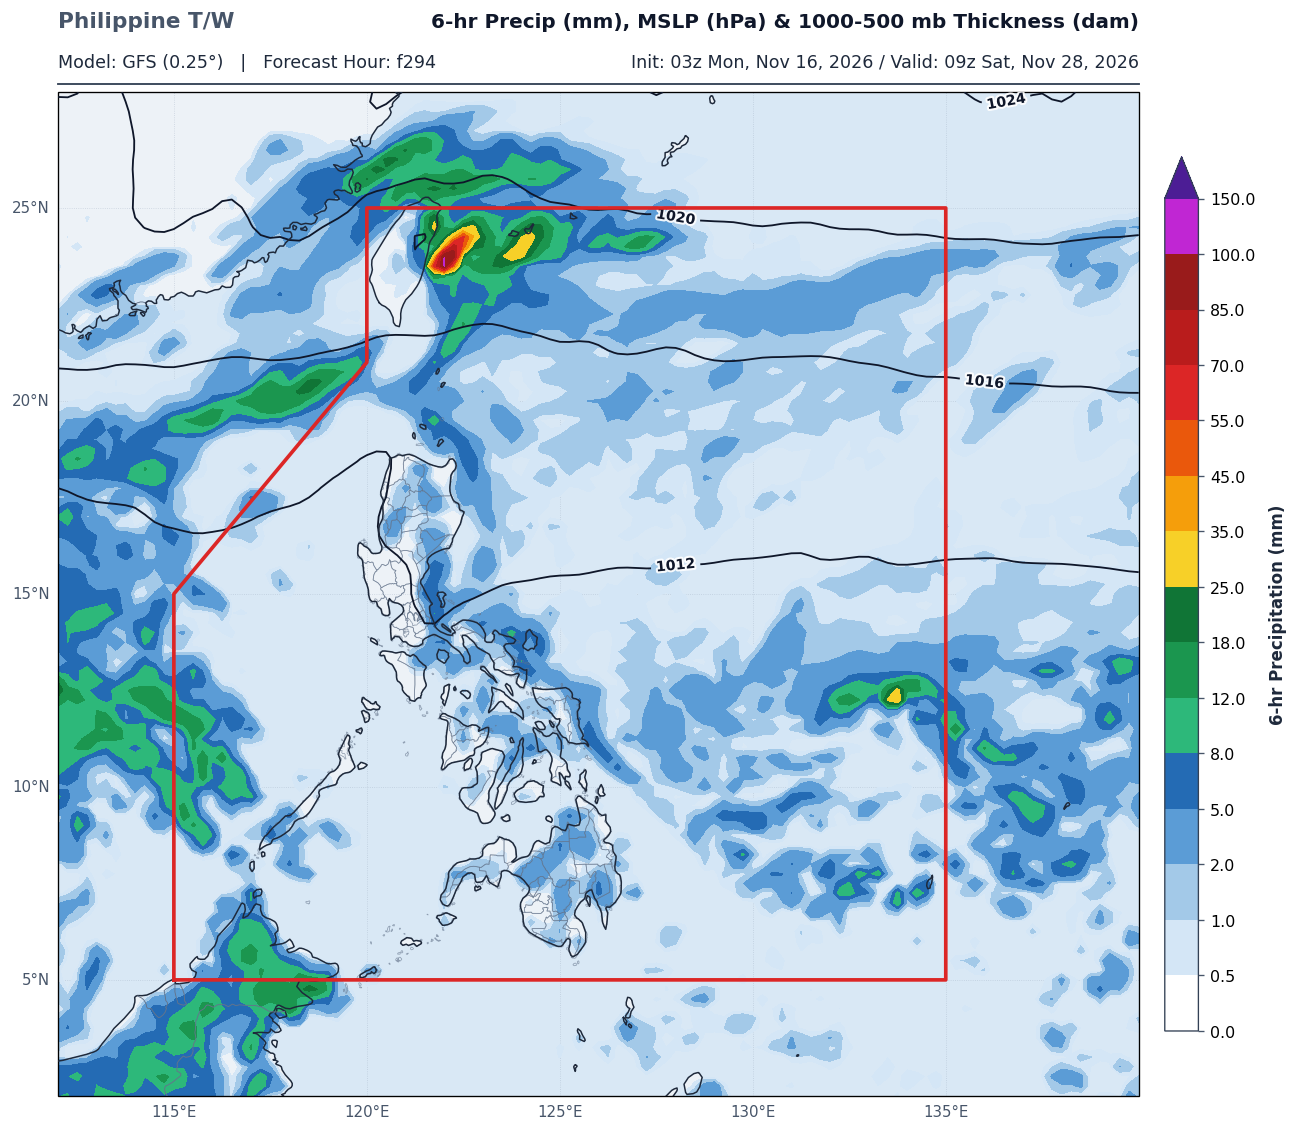 Philippine T/W
6-hr Precip (mm), MSLP (hPa) & 1000-500 mb Thickness (dam)
Model: GFS (0.25°) | Forecast Hour: f294
Init: 03z Mon, Nov 16, 2026 / Valid: 09z Sat, Nov 28, 2026
1024
1020
1016
1012
25°N
20°N
15°N
10°N
5°N
115°E
120°E
125°E
130°E
135°E
150.0
100.0
85.0
70.0
55.0
45.0
35.0
25.0
18.0
12.0
8.0
5.0
2.0
1.0
0.5
0.0
6-hr Precipitation (mm)